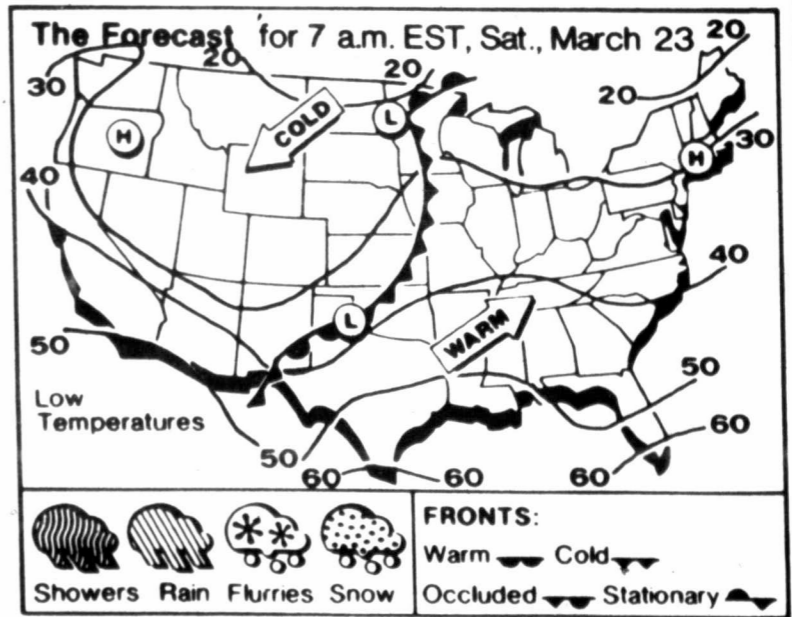 The Forecast for 7 a.m. EST, Sat., March 23
20
20
20
20
30
COLD
L
H
30
H
40
40
L
WARM
50
50
Low
Temperatures
50
60
60
60
60
FRONTS:
Warm Cold
Showers Rain Flurries Snow
Occluded Stationary